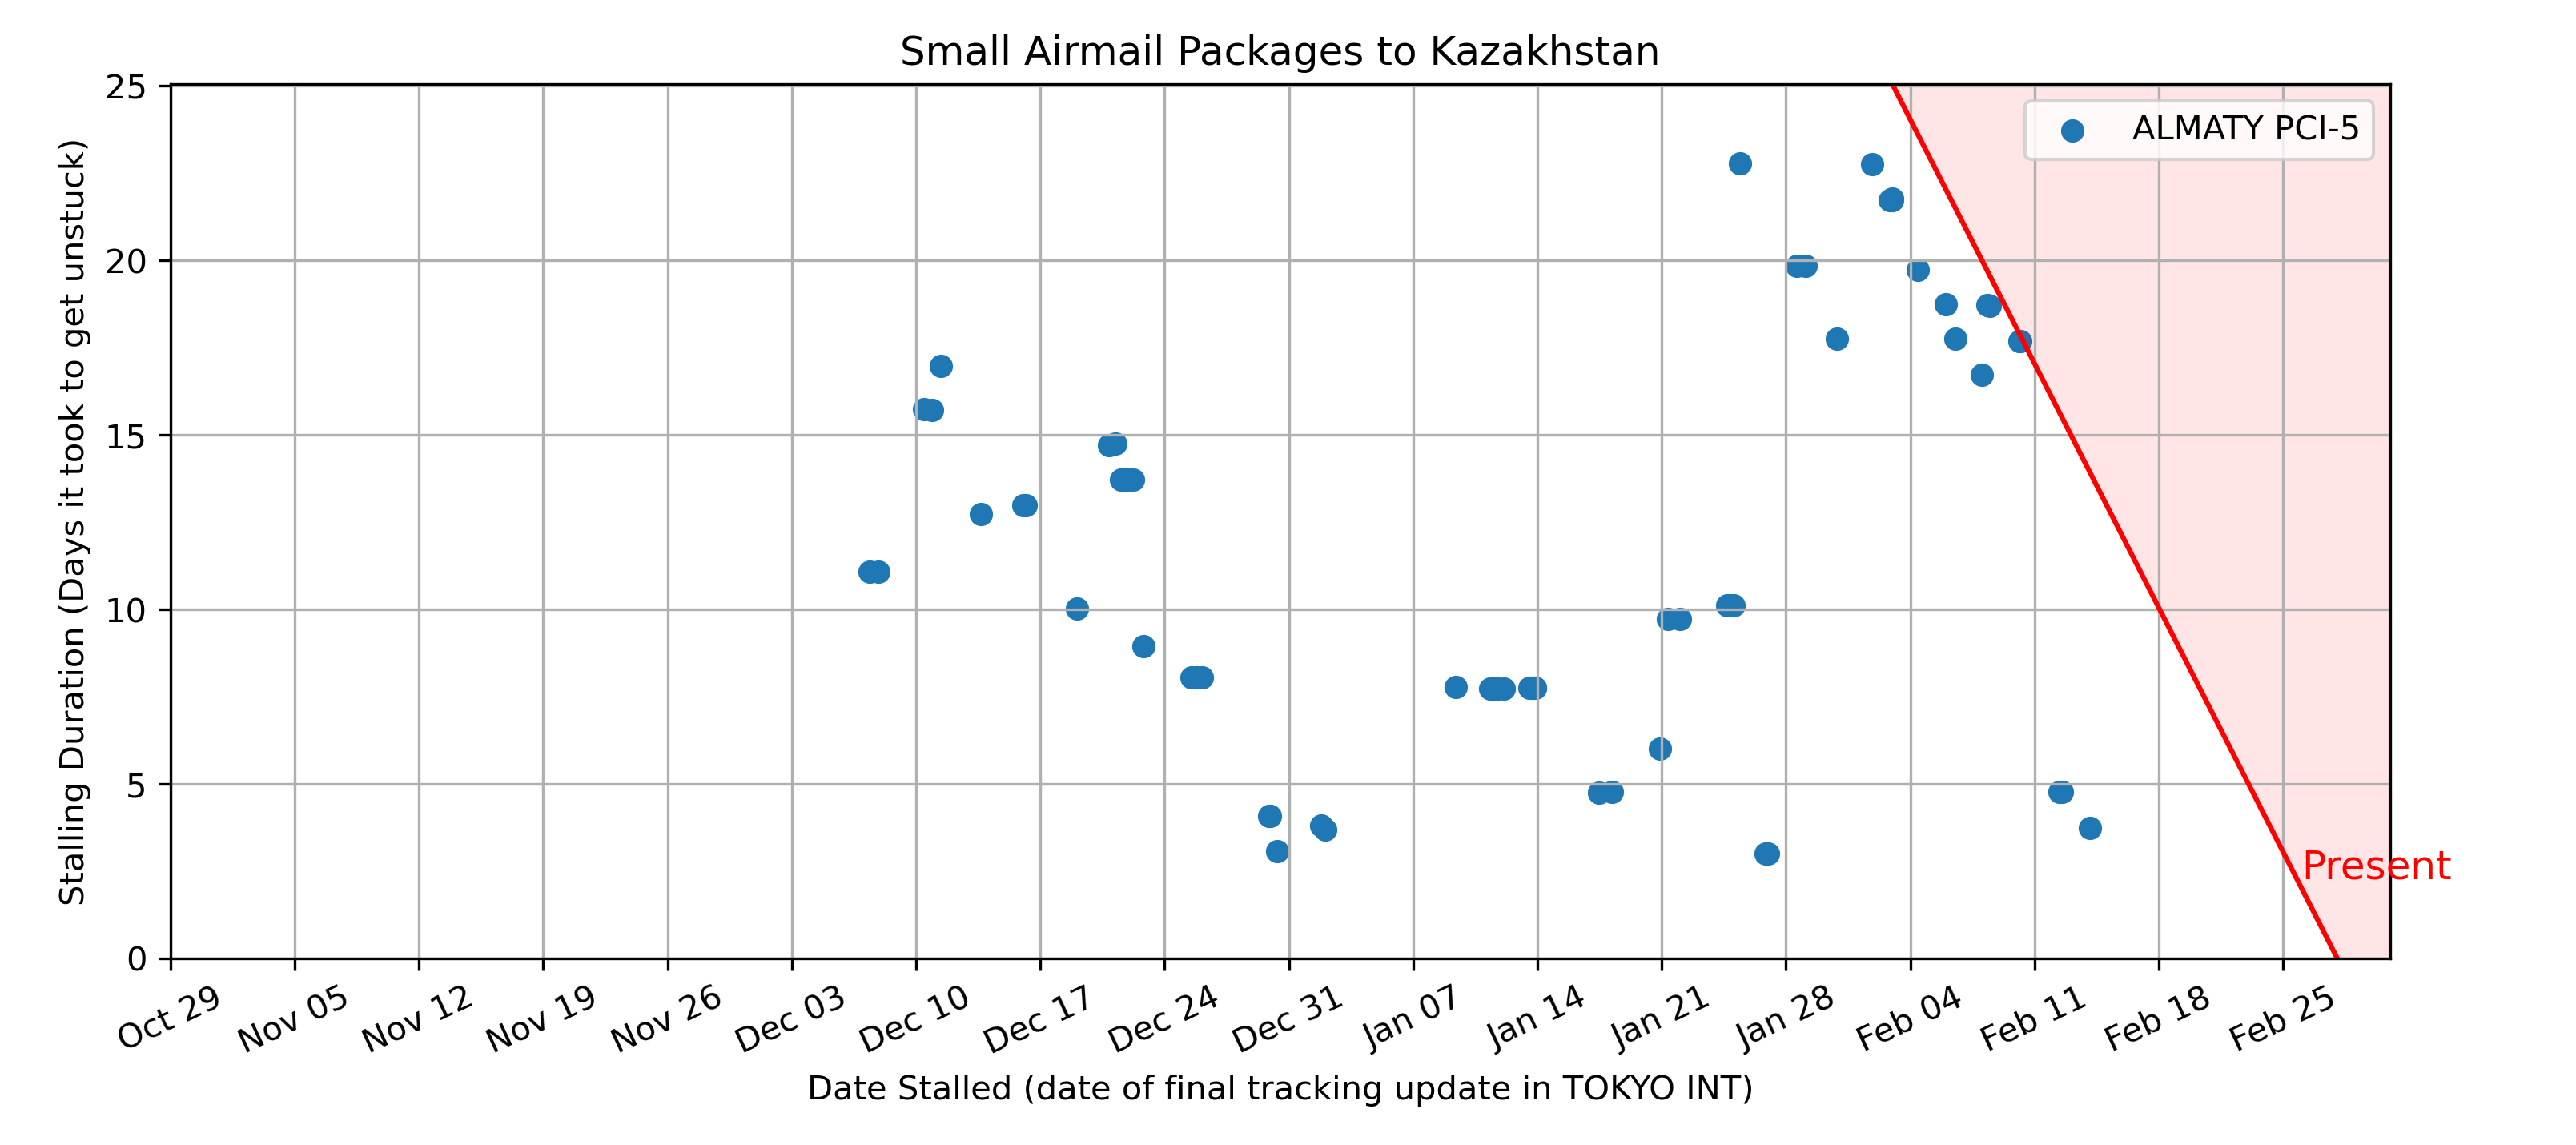 Small Airmail Packages to Kazakhstan
25
20
15
10
5
0
Stalling Duration (Days it took to get unstuck)
ALMATY PCI-5
Present
Oct 29
Nov 05
Nov 12
Nov 19
Nov 26
Dec 03
Dec 10
Dec 17
Dec 24
Dec 31
Jan 07
Jan 14
Jan 21
Jan 28
Feb 04
Feb 11
Feb 18
Feb 25
Date Stalled (date of final tracking update in TOKYO INT)